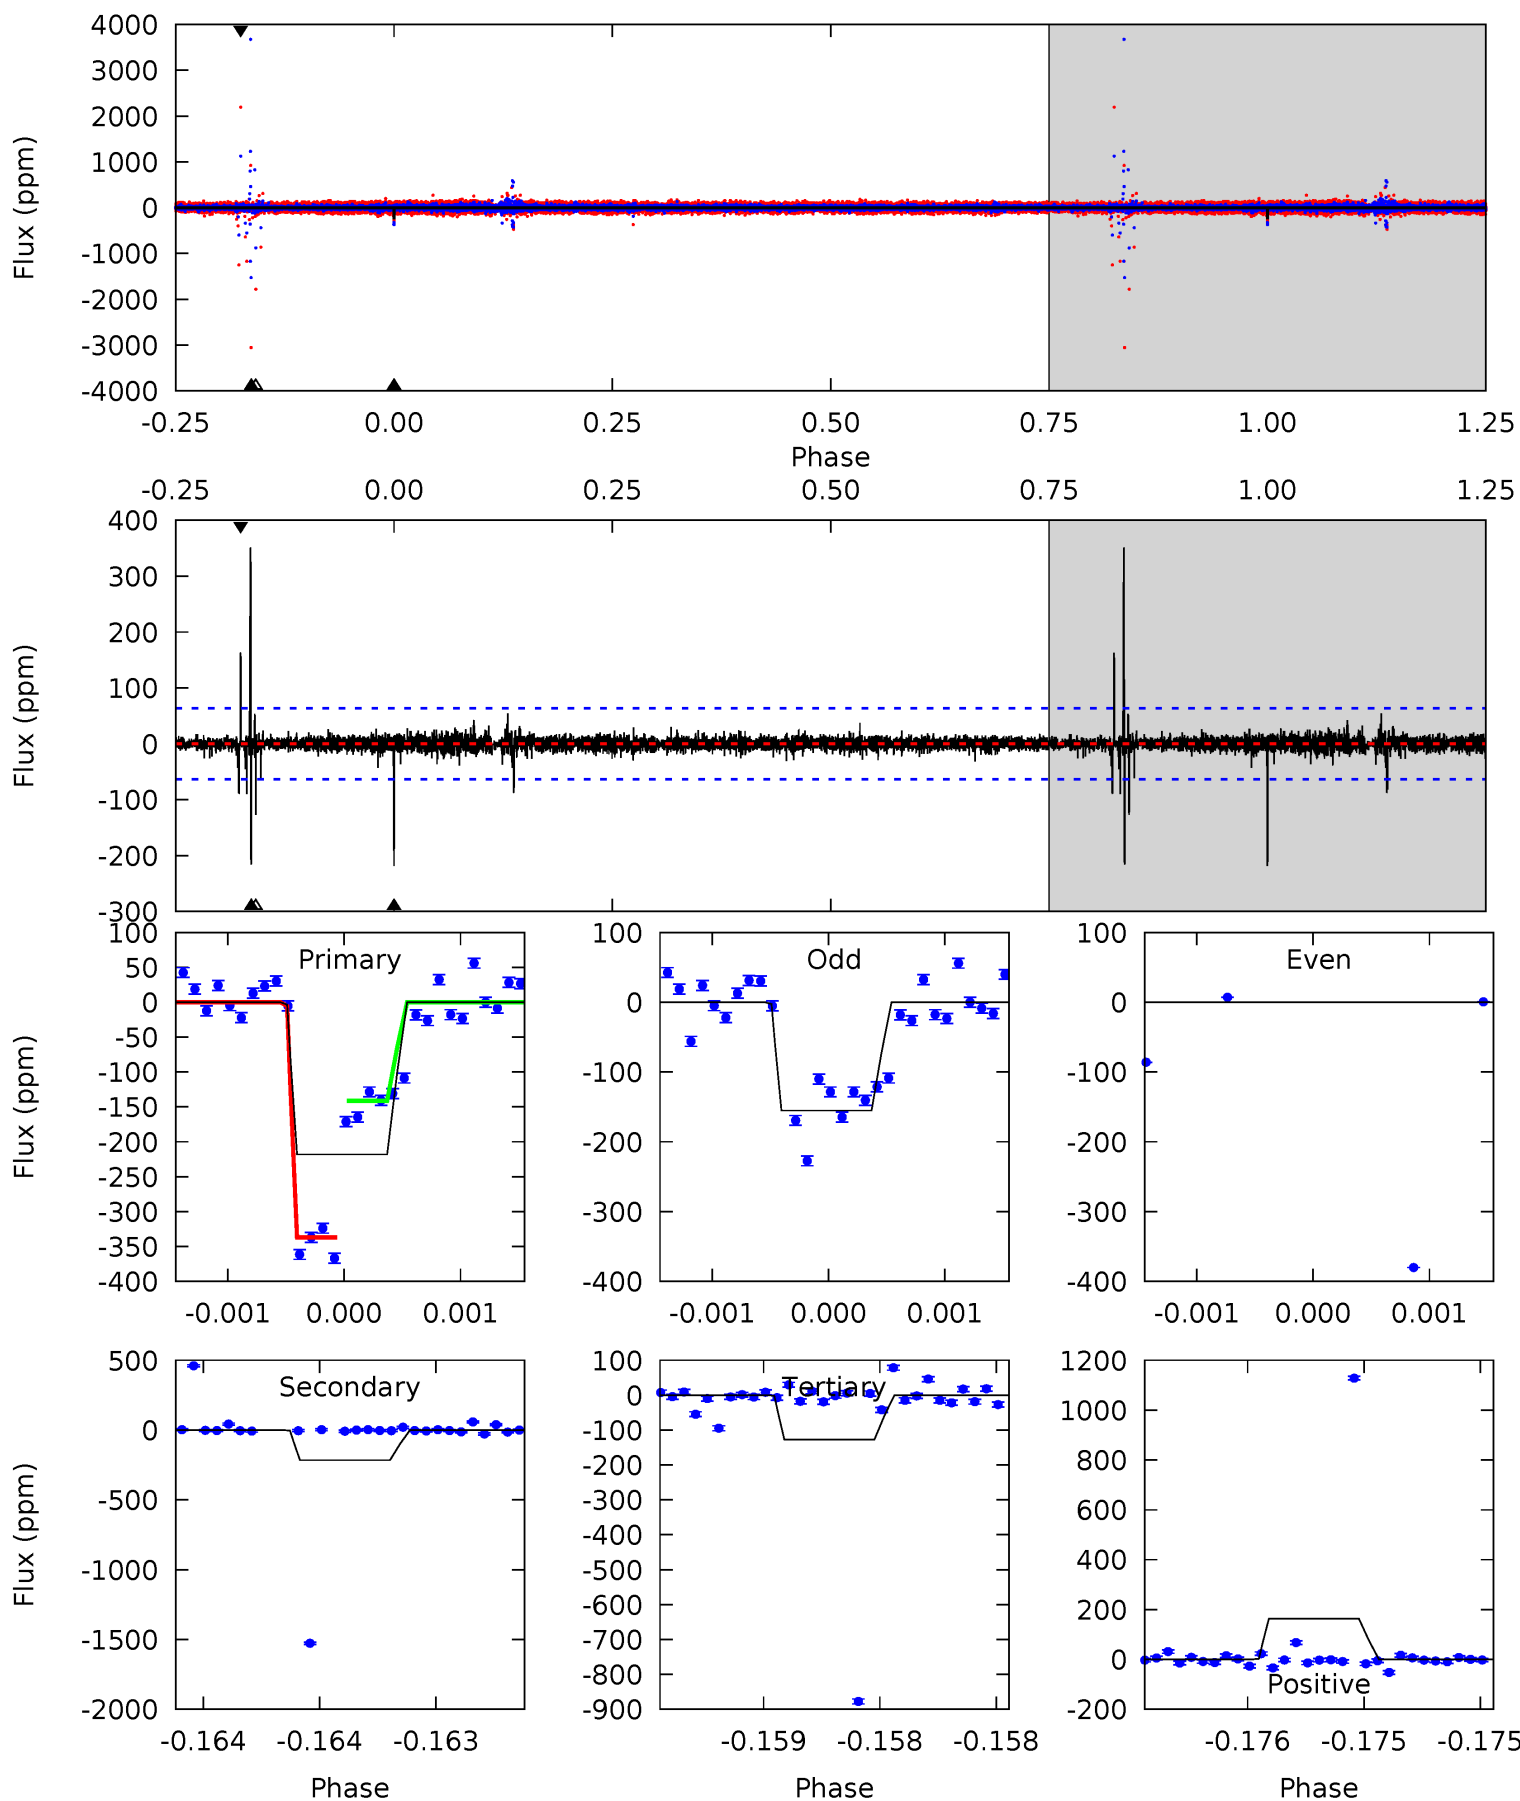 4000
3000
2000
1000
0
-1000
-2000
-3000
-4000
Flux (ppm)
-0.25 0.00 0.25 0.50 0.75 1.00 1.25
Phase
-0.25 0.00 0.25 0.50 0.75 1.00 1.25
400
300
200
100
0
-100
-200
-300
Flux (ppm)
100
50
0
-50
-100
-150
-200
-250
-300
-350
-400
Flux (ppm)
Primary
-0.001 0.000 0.001
100
0
-100
-200
-300
-400
Odd
-0.001 0.000 0.001
100
0
-100
-200
-300
-400
Even
-0.001 0.000 0.001
500
0
-500
-1000
-1500
-2000
Flux (ppm)
Secondary
-0.164 -0.164 -0.163
Phase
100
0
-100
-200
-300
-400
-500
-600
-700
-800
-900
Tertiary
-0.159 -0.158 -0.158
Phase
1200
1000
800
600
400
200
0
-200
Positive
-0.176 -0.175 -0.175
Phase